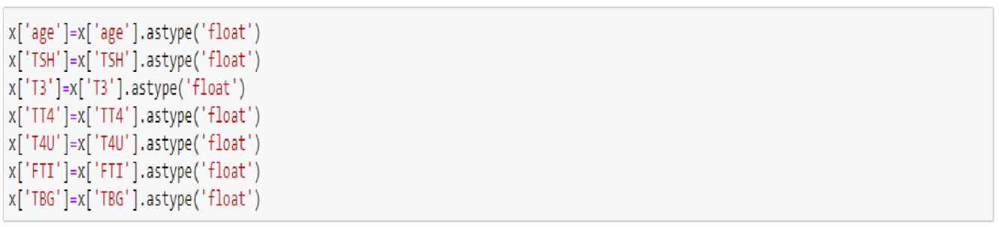 x['age']=x['age'].astype('float')
x['TSH']=x['TSH'].astype('float')
x['T3']=x['T3'].astype('float')
x['TT4']=x['TT4'].astype('float')
x['T4U']=x['T4U'].astype('float')
x['FTI']=x['FTI'].astype('float')
x['TBG']=x['TBG'].astype('float')